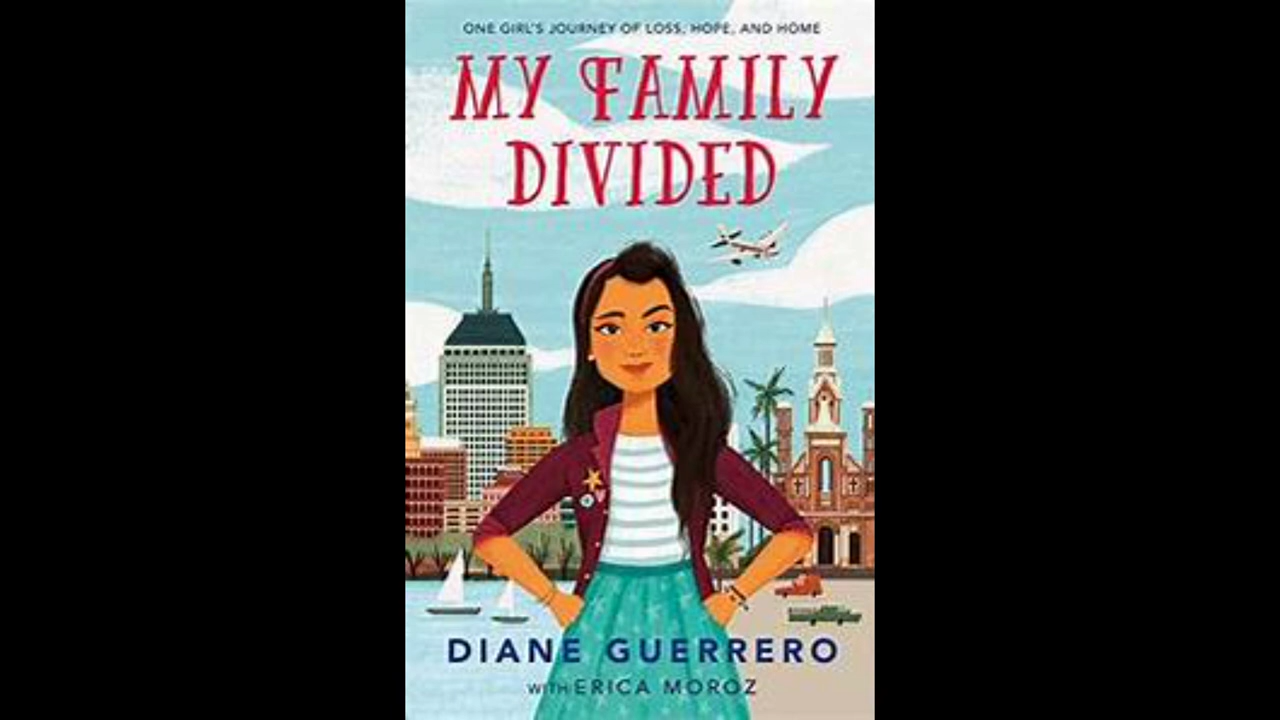 ONE GIRL'S JOURNEY OF LOSS, HOPE, AND HOME
MY FAMILY
DIVIDED
DIANE GUERRERO
WITH ERICA MOROZ